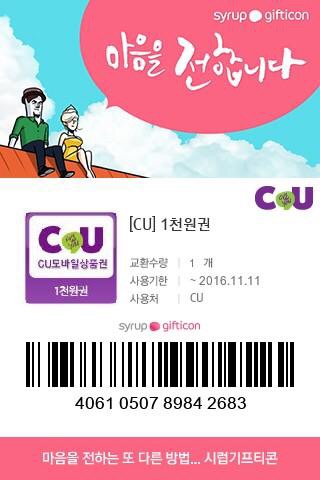 syrup gifticon
마음을 전합니다
CU
[CU] 1천원권
CU
CU모바일상품권
1천원권
교환수량 | 1 개
사용기한 | ~ 2016.11.11
사용처 | CU
syrup gifticon
4061 0507 8984 2683
마음을 전하는 또 다른 방법... 시럽기프티콘